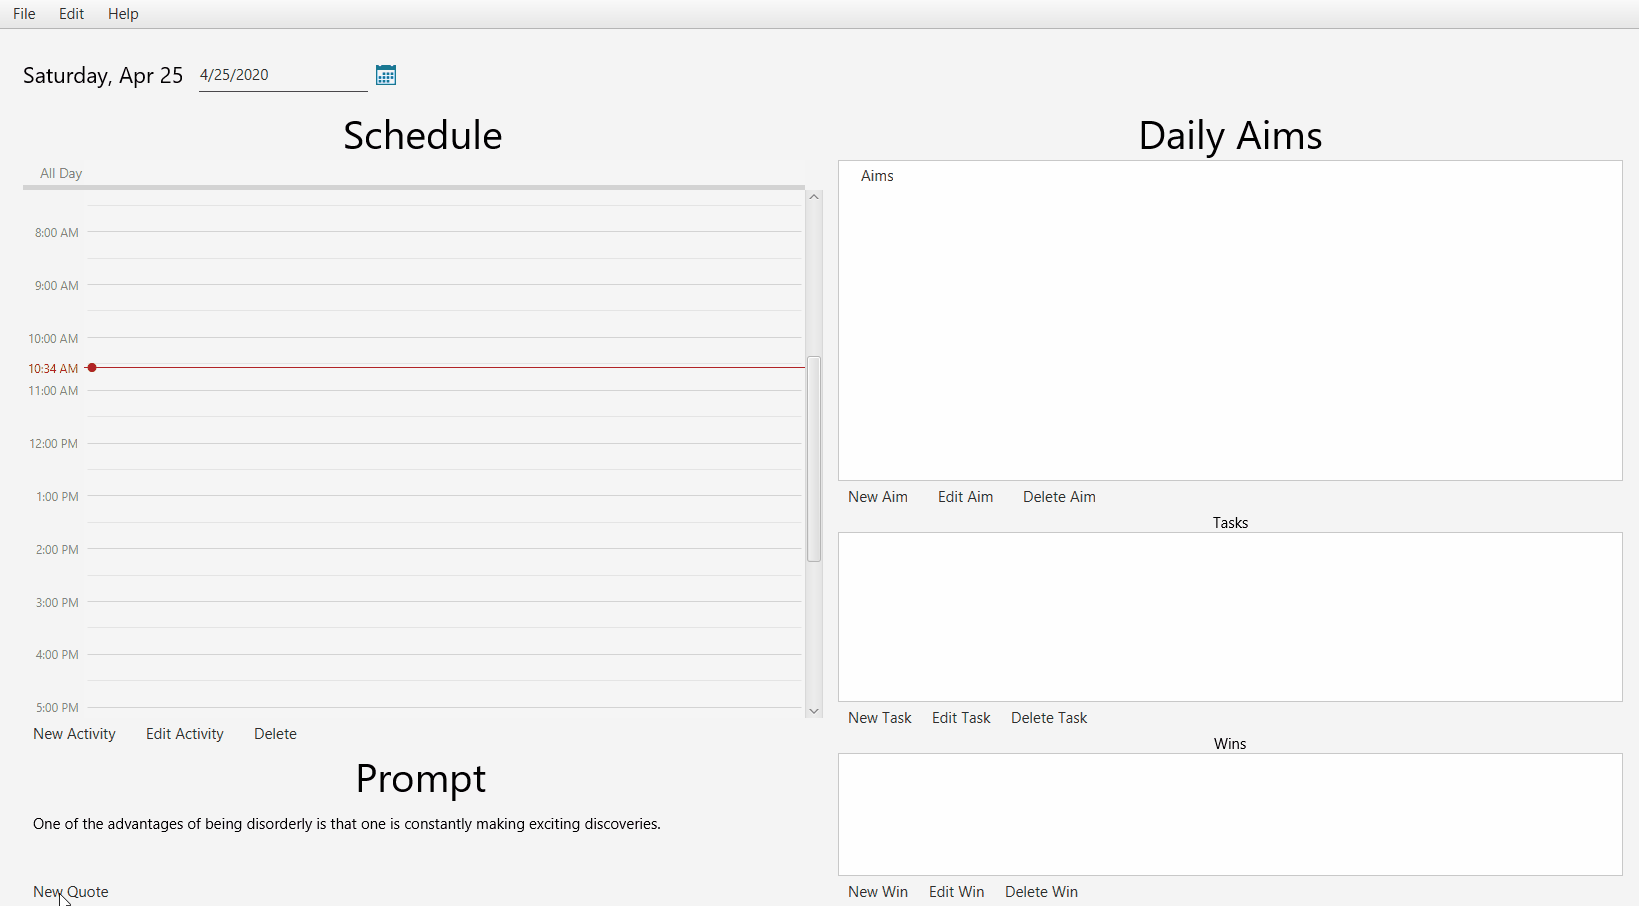 File Edit Help
Saturday, Apr 25 4/25/2020
Schedule
All Day
8:00 AM
9:00 AM
10:00 AM
10:34 AM
11:00 AM
12:00 PM
1:00 PM
2:00 PM
3:00 PM
4:00 PM
5:00 PM
New Activity Edit Activity Delete
Prompt
One of the advantages of being disorderly is that one is constantly making exciting discoveries.
New Quote
Daily Aims
Aims
New Aim Edit Aim Delete Aim
Tasks
New Task Edit Task Delete Task
Wins
New Win Edit Win Delete Win